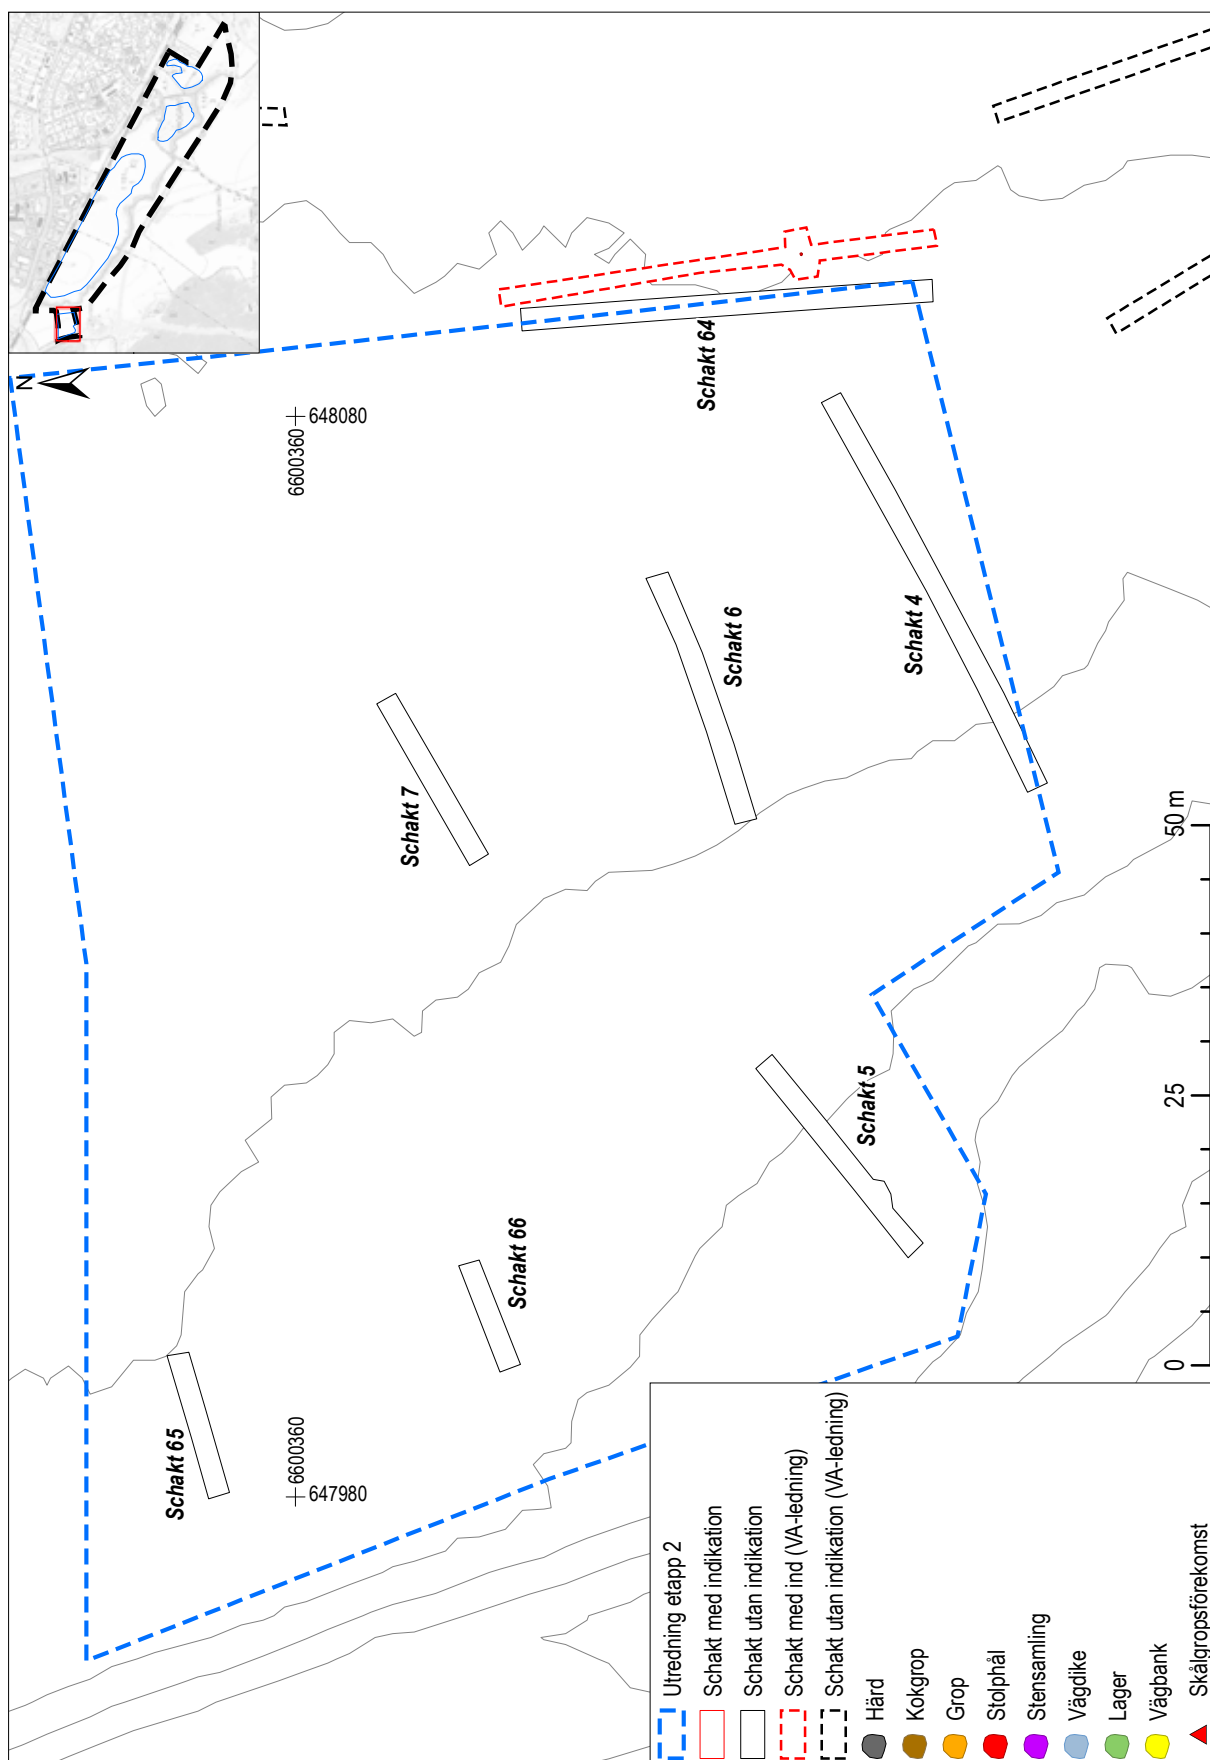 N
6600360
648080
Schakt 64
Schakt 4
Schakt 6
Schakt 7
Schakt 5
Schakt 66
Schakt 65
6600360
647980
0
25
50 m
Utredning etapp 2
Schakt med indikation
Schakt utan indikation
Schakt med ind (VA-ledning)
Schakt utan indikation (VA-ledning)
Härd
Kokgrop
Grop
Stolphål
Stensamling
Vägdike
Lager
Vägbank
Skålgropsförekomst